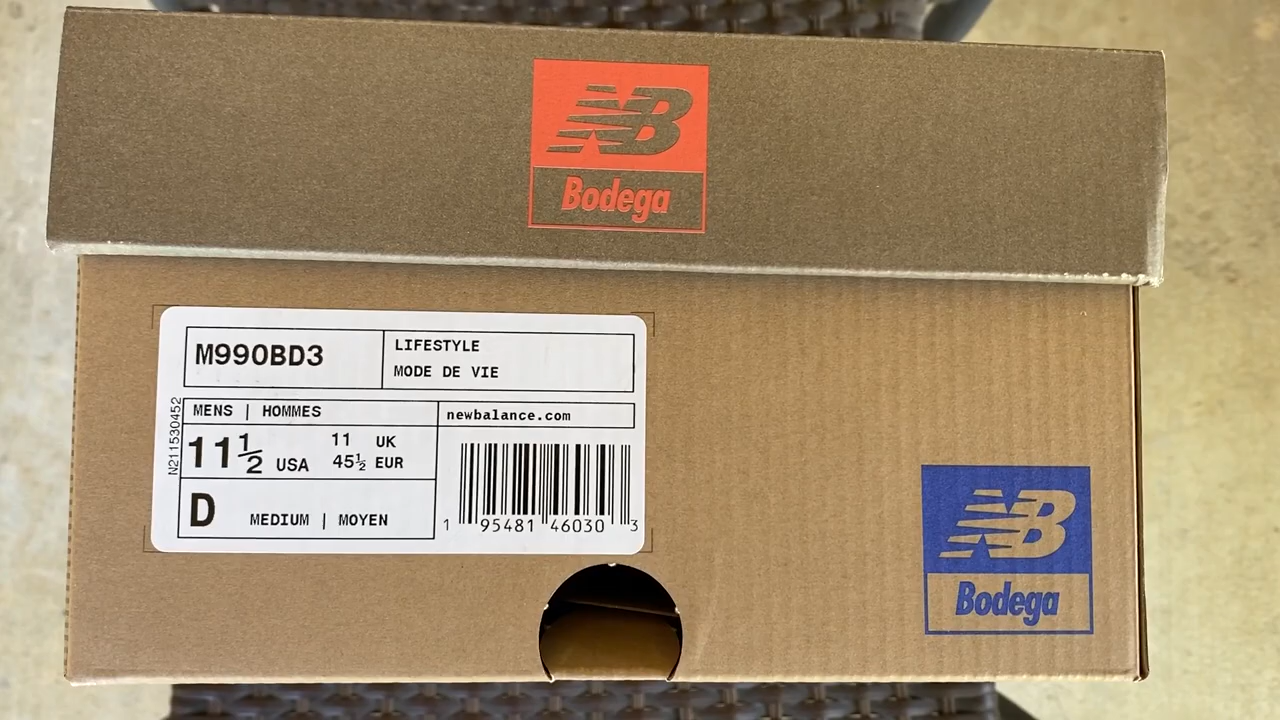 NB
Bodega
M990BD3
LIFESTYLE
MODE DE VIE
N211530452
MENS | HOMMES
newbalance.com
11½ USA
11 UK
45½ EUR
D
MEDIUM | MOYEN
1 95481 46030 3
NB
Bodega